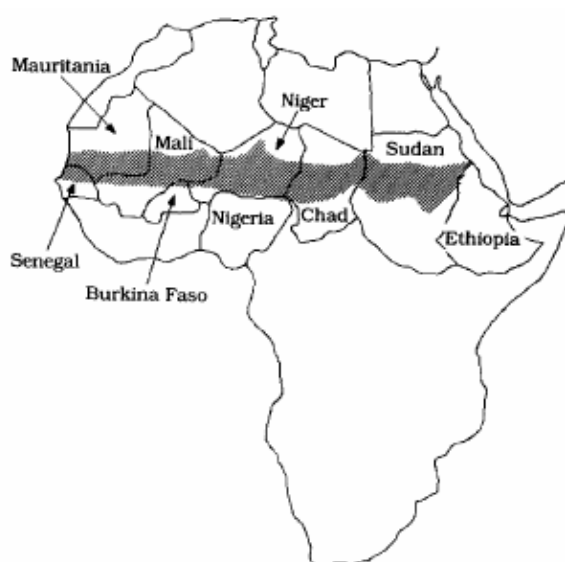 Mauritania
Niger
Mali
Sudan
Nigeria
Chad
Ethiopia
Senegal
Burkina Faso